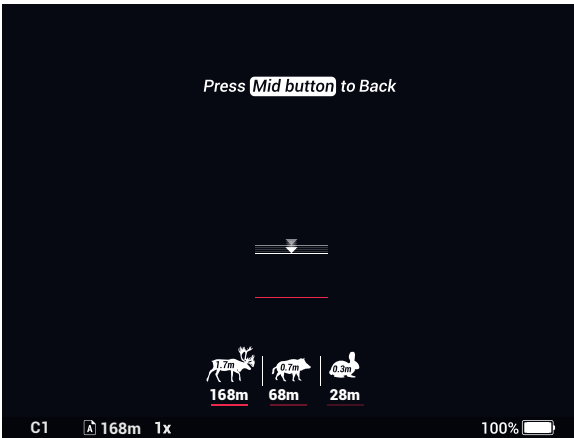 Press Mid button to Back
1.7m 0.7m 0.3m
168m 68m 28m
C1 A 168m 1x 100%